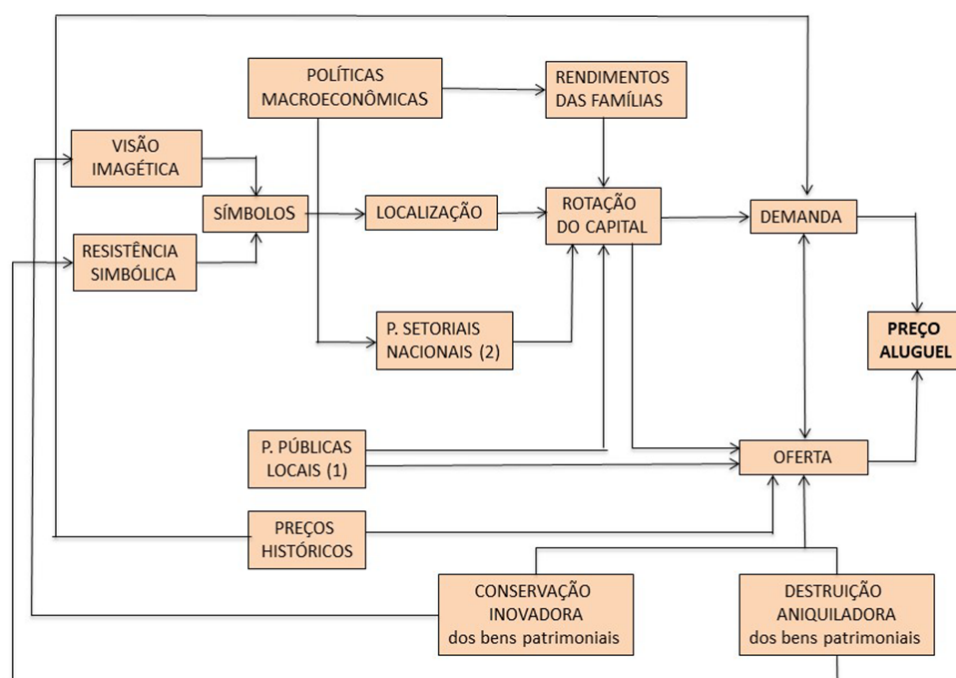 POLÍTICAS
MACROECONÔMICAS
RENDIMENTOS
DAS FAMÍLIAS
VISÃO
IMAGÉTICA
SÍMBOLOS
LOCALIZAÇÃO
ROTAÇÃO
DO CAPITAL
DEMANDA
RESISTÊNCIA
SIMBÓLICA
P. SETORIAIS
NACIONAIS (2)
PREÇO
ALUGUEL
P. PÚBLICAS
LOCAIS (1)
OFERTA
PREÇOS
HISTÓRICOS
CONSERVAÇÃO
INOVADORA
dos bens patrimoniais
DESTRUIÇÃO
ANIQUILADORA
dos bens patrimoniais